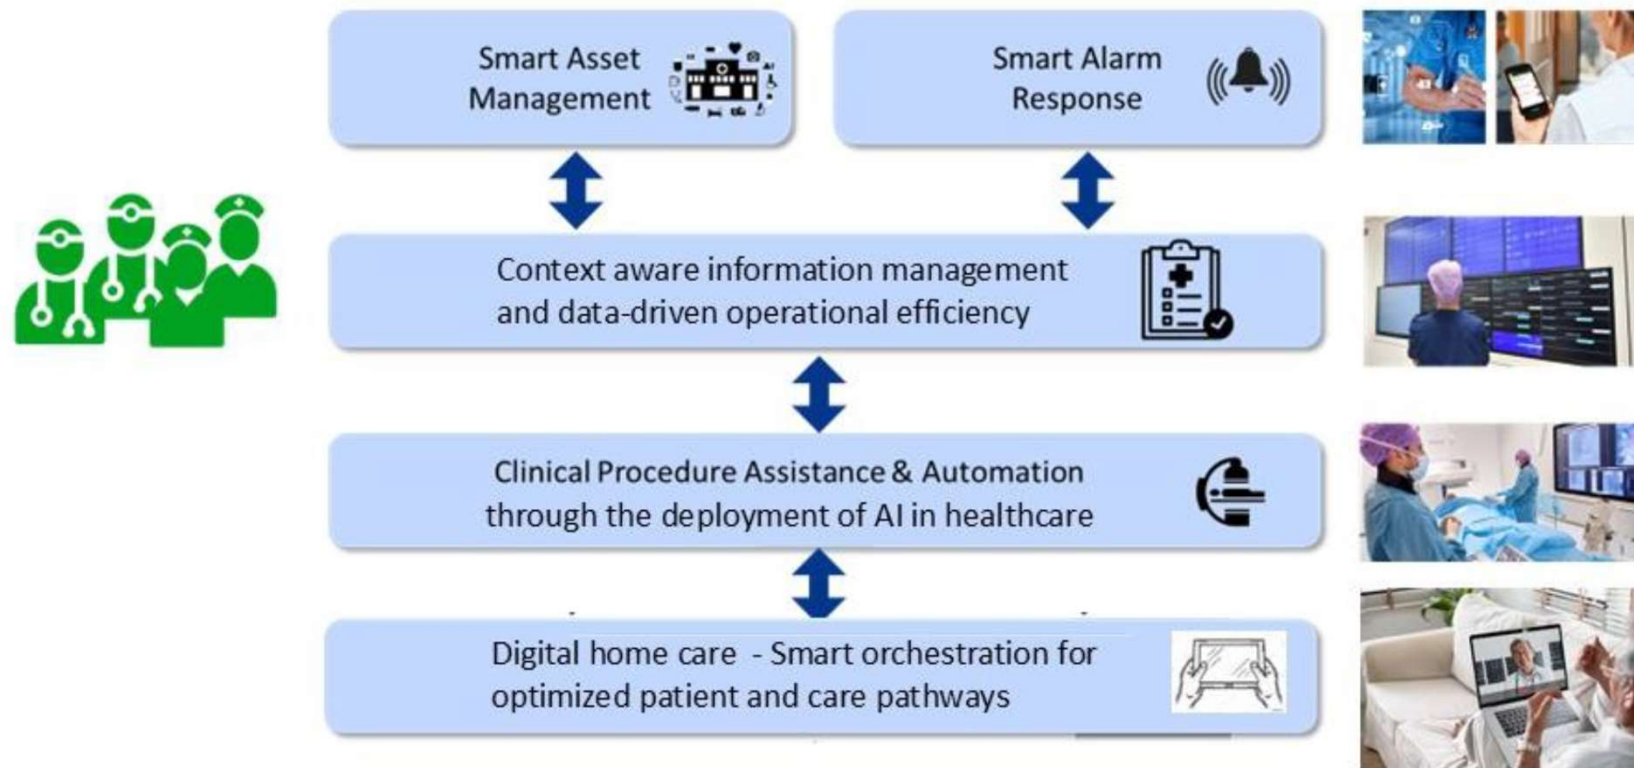 Smart Asset
Management
Smart Alarm
Response
Context aware information management
and data-driven operational efficiency
Clinical Procedure Assistance & Automation
through the deployment of AI in healthcare
Digital home care - Smart orchestration for
optimized patient and care pathways